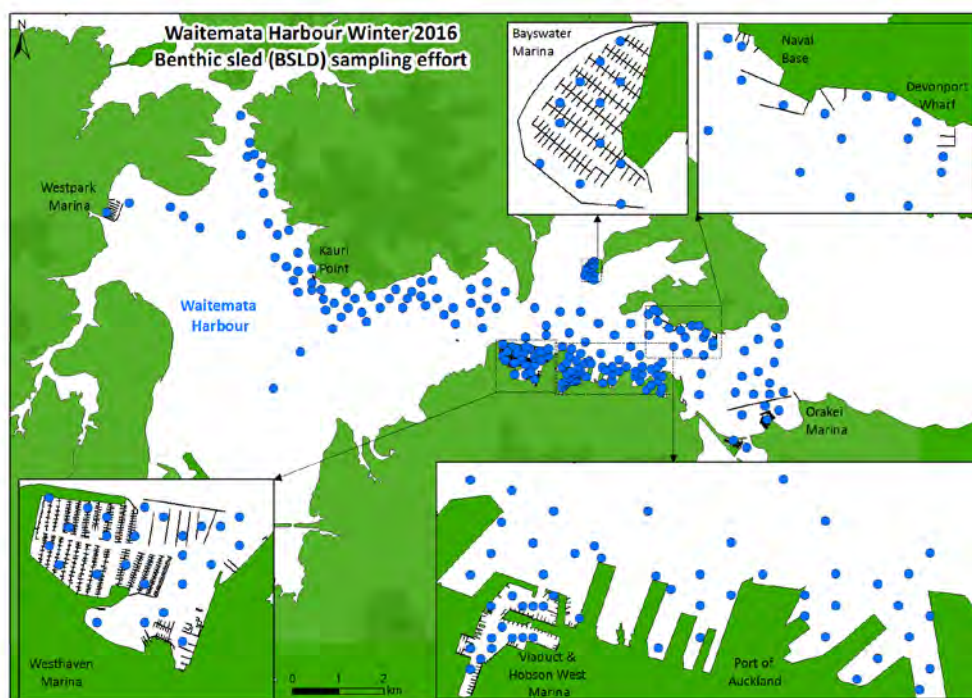 N
Waitemata Harbour Winter 2016
Benthic sled (BSLD) sampling effort
Bayswater
Marina
Naval
Base
Devonport
Wharf
Westpark
Marina
Kauri
Point
Waitemata
Harbour
Orakei
Marina
Westhaven
Marina
0 1 2
km
Viaduct &
Hobson West
Marina
Port of
Auckland